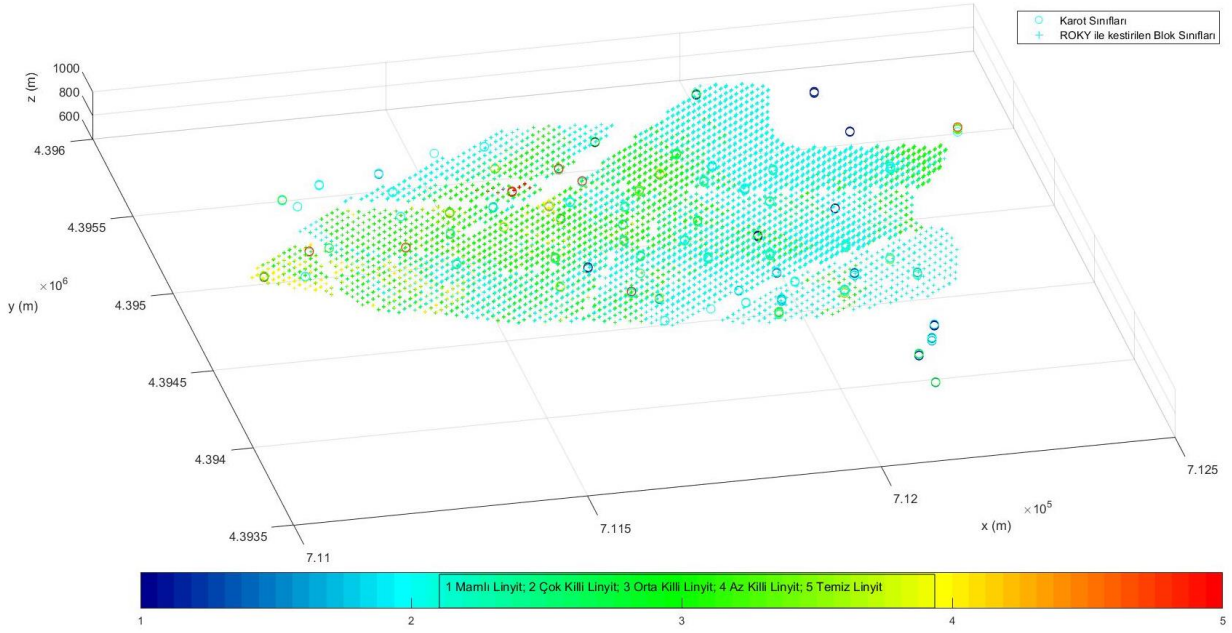 Karot Sınıfları
ROKY ile kestirilen Blok Sınıfları
z (m)
1000
800
600
4.396
4.3955
×10⁶
y (m)
4.395
4.3945
4.394
4.3935
7.11
7.115
7.12
7.125
×10⁵
x (m)
1 Mamlı Linyit; 2 Çok Killi Linyit; 3 Orta Killi Linyit; 4 Az Killi Linyit; 5 Temiz Linyit
1 2 3 4 5